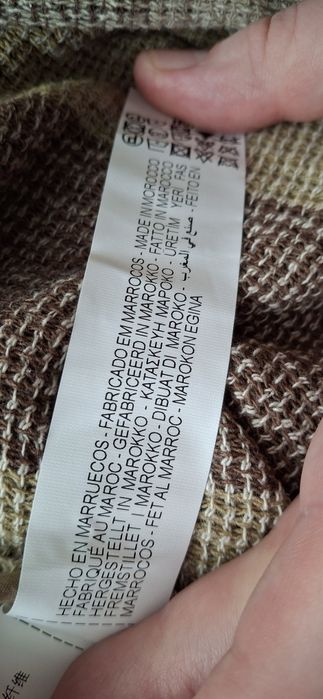 HECHO EN MARRUECOS - FABRICADO EM MARROCOS - MADE IN MOROCCO
FABRIQUÉ AU MAROC - GEFABRICEERD IN MAROKKO - FATTO IN MAROCCO
HERGESTELLT IN MAROKKO - ΚΑΤΑΣΚΕΥΗ ΜΑΡΟΚΟ - ÜRETIM YERI FAS
FREMSTILLET I MAROKKO - DIBUAT DI MAROKO - صنع في المغرب - FEITO EN
MARROCOS - FET AL MARROC - MAROKON EGINA
纤维